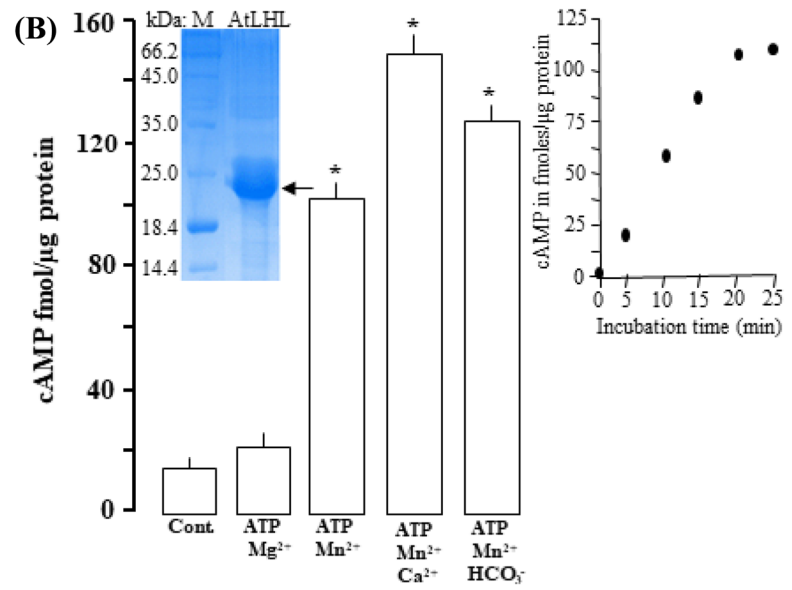 (B)
cAMP fmol/µg protein
160
120
80
40
0
kDa: M AtLHL
66.2
45.0
35.0
25.0
18.4
14.4
*
*
*
Cont.
ATP
Mg²⁺
ATP
Mn²⁺
ATP
Mn²⁺
Ca²⁺
ATP
Mn²⁺
HCO₃⁻
cAMP in fmoles/µg protein
125
100
75
50
25
0
0 5 10 15 20 25
Incubation time (min)